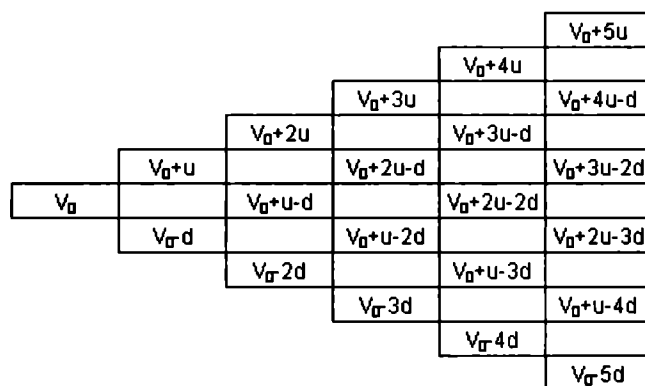 V₀+5u
V₀+4u
V₀+3u V₀+4u-d
V₀+2u V₀+3u-d
V₀+u V₀+2u-d V₀+3u-2d
V₀ V₀+u-d V₀+2u-2d
V₀-d V₀+u-2d V₀+2u-3d
V₀-2d V₀+u-3d
V₀-3d V₀+u-4d
V₀-4d
V₀-5d